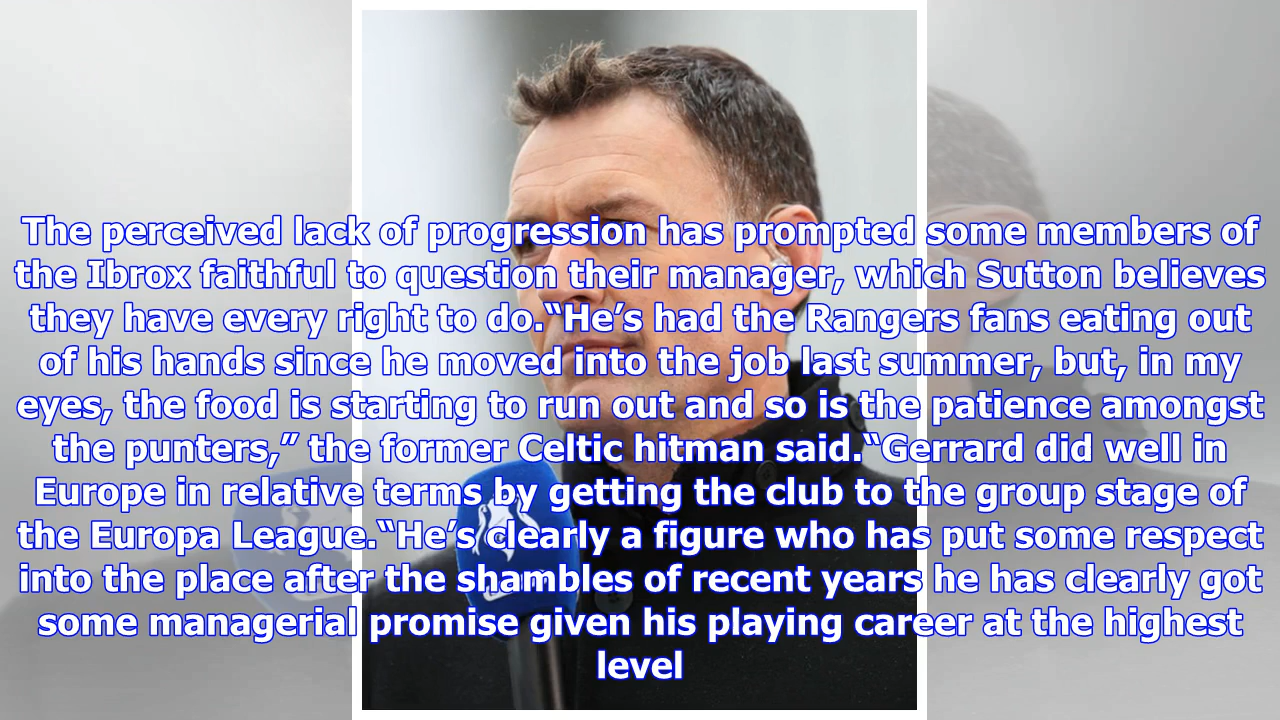 The perceived lack of progression has prompted some members of
the Ibrox faithful to question their manager, which Sutton believes
they have every right to do.“He’s had the Rangers fans eating out
of his hands since he moved into the job last summer, but, in my
eyes, the food is starting to run out and so is the patience amongst
the punters,” the former Celtic hitman said.“Gerrard did well in
Europe in relative terms by getting the club to the group stage of
the Europa League.“He’s clearly a figure who has put some respect
into the place after the shambles of recent years he has clearly got
some managerial promise given his playing career at the highest
level